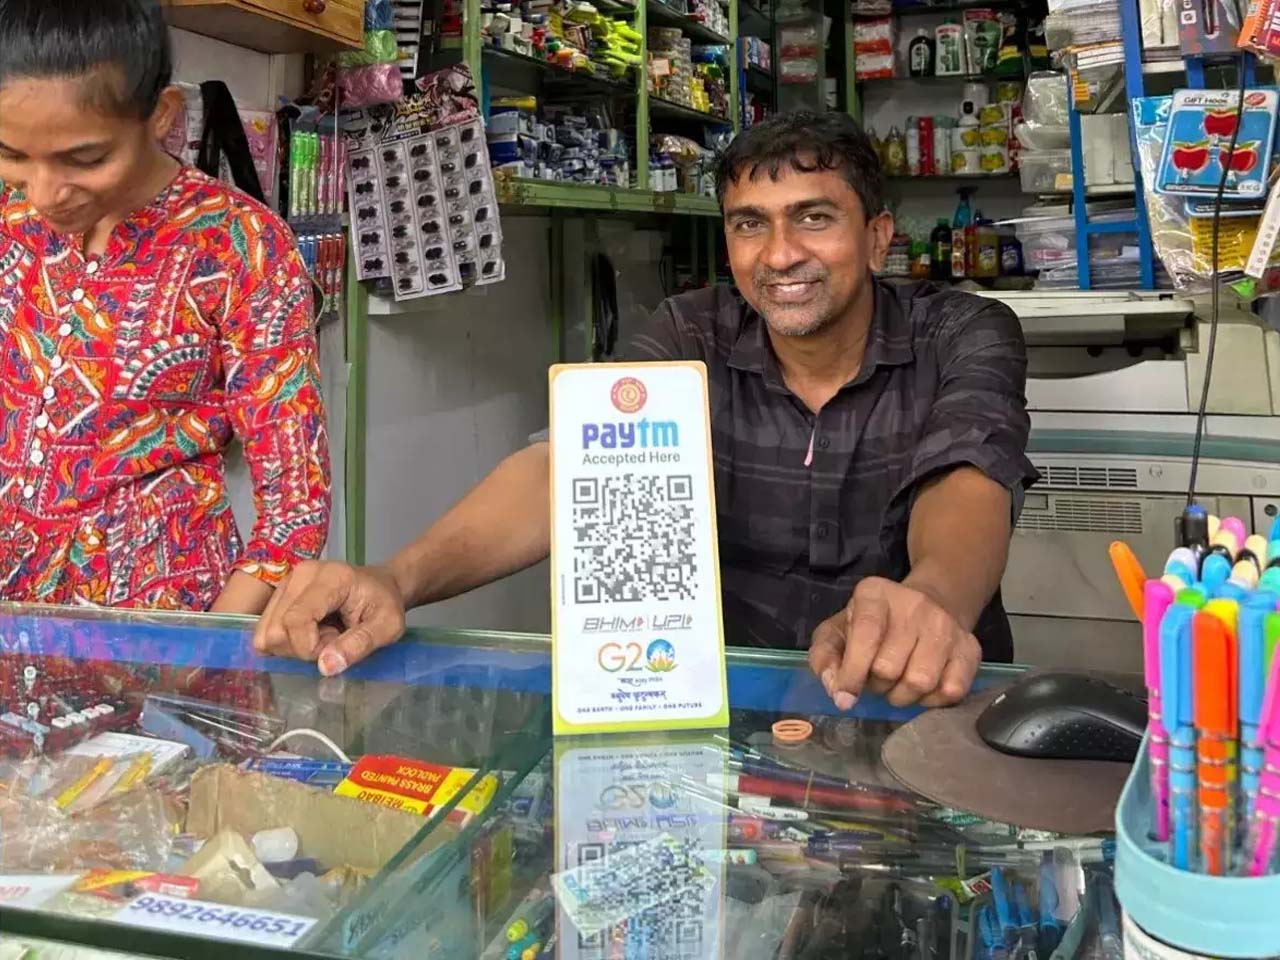 GIFT HOOK
paytm
Accepted Here
BHIM UPI
G20
वसुधैव कुटुम्बकम्
ONE EARTH • ONE FAMILY • ONE FUTURE
BRASS PAINTED
PADLOCK
MEIBAO
9892646651